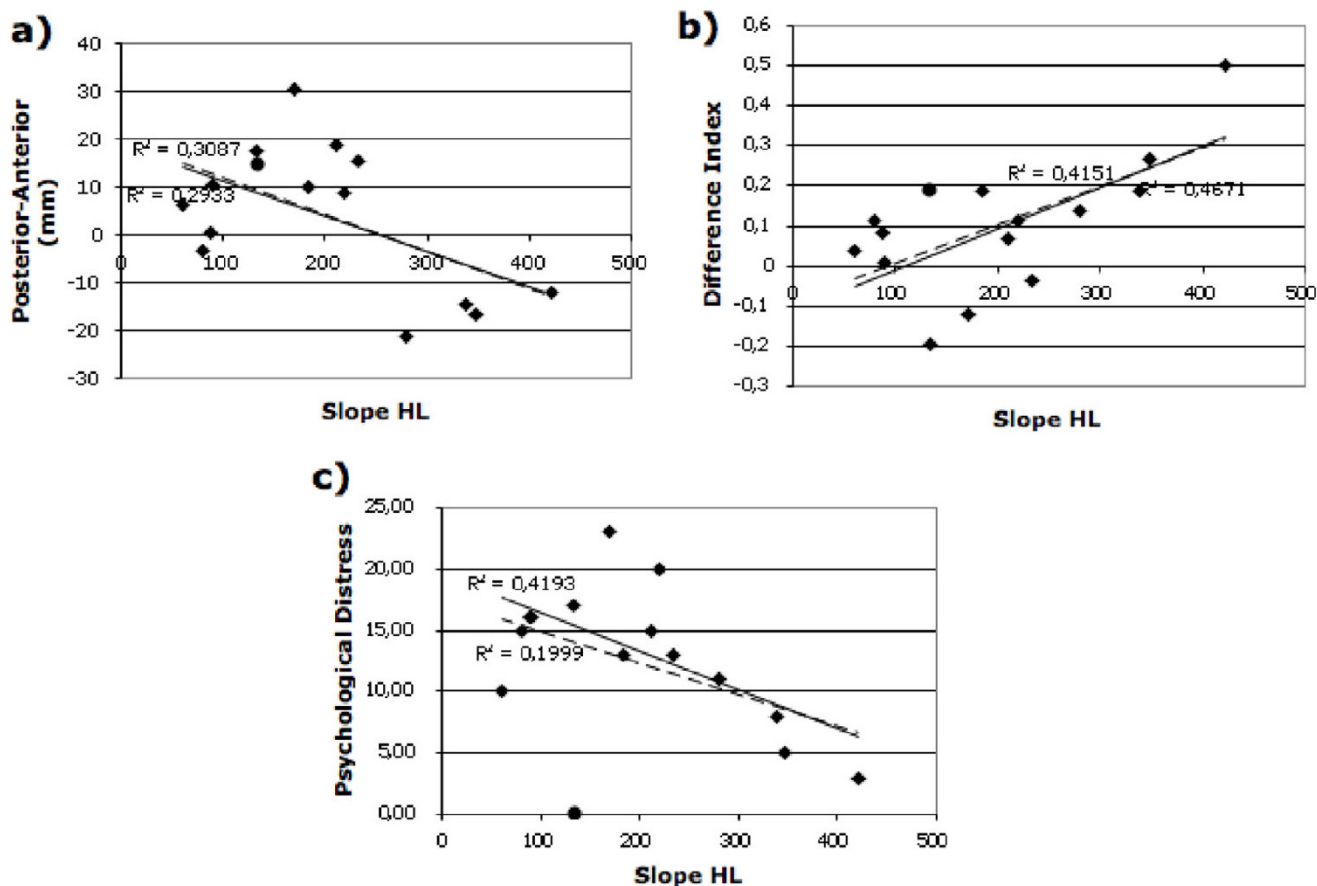 a)
40
30
20
10
0
-10
-20
-30
R² = 0,3087
R² = 0,2933
0 100 200 300 400 500
Posterior-Anterior
(mm)
Slope HL
b)
0,6
0,5
0,4
0,3
0,2
0,1
0
-0,1
-0,2
-0,3
R² = 0,4151
R² = 0,4671
0 100 200 300 400 500
Difference Index
Slope HL
c)
25,00
20,00
15,00
10,00
5,00
0,00
R² = 0,4193
R² = 0,1999
0 100 200 300 400 500
Psychological Distress
Slope HL